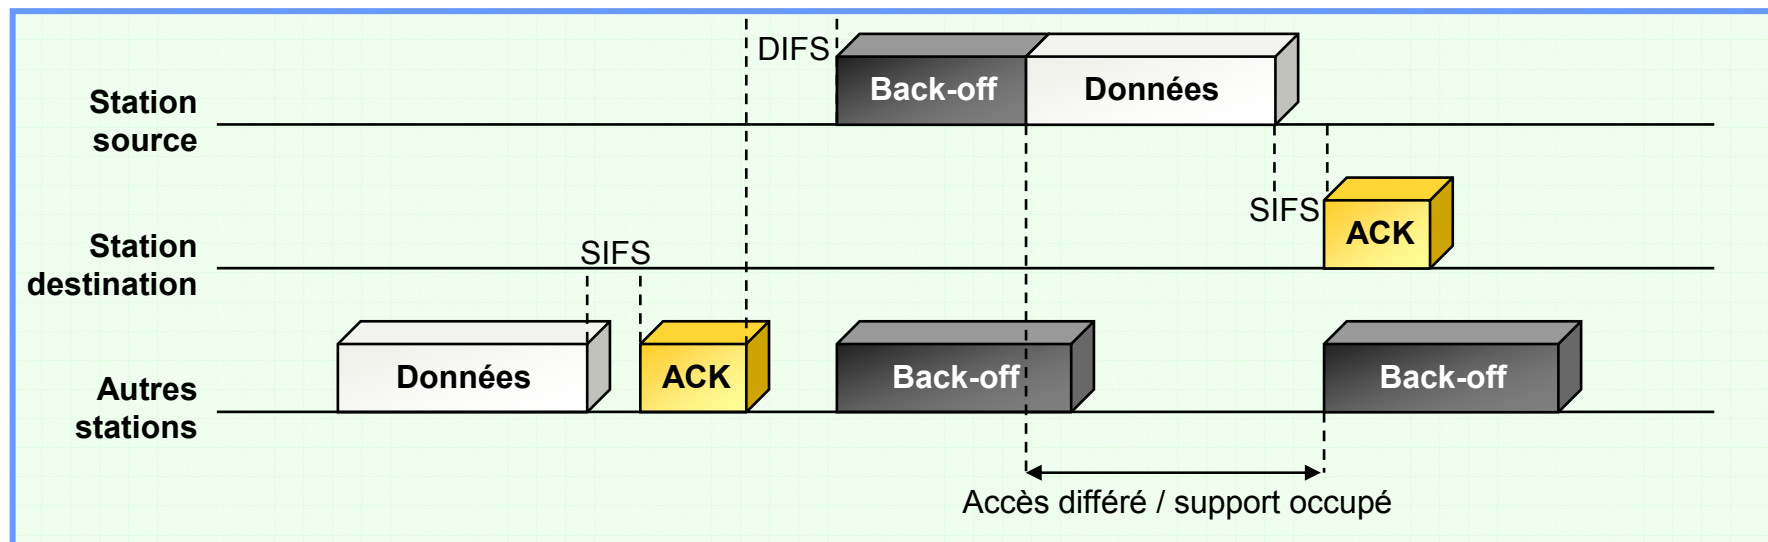 DIFS
Back-off
Données
Station
source
SIFS
ACK
Station
destination
SIFS
Données
ACK
Back-off
Back-off
Autres
stations
Accès différé / support occupé